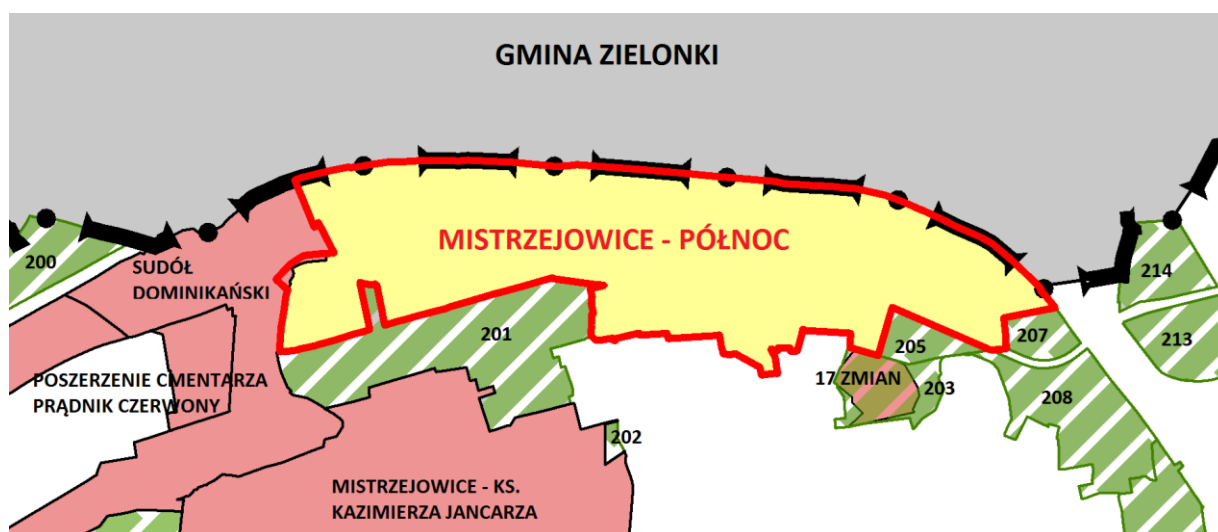 GMINA ZIELONKI
MISTRZEJOWICE - PÓŁNOC
200
SUDÓŁ
DOMINIKAŃSKI
214
213
201
205
207
POSZERZENIE CMENTARZA
PRĄDNIK CZERWONY
17 ZMIAN
203
208
202
MISTRZEJOWICE - KS.
KAZIMIERZA JANCARZA